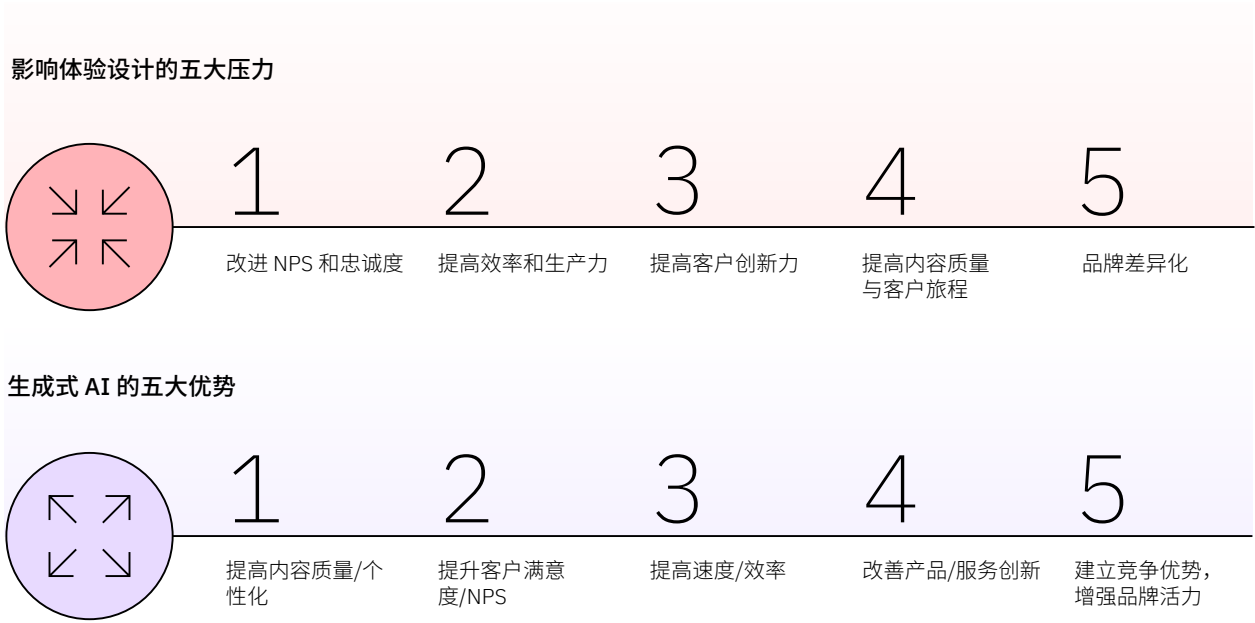 影响体验设计的五大压力
1 2 3 4 5
改进 NPS 和忠诚度 提高效率和生产力 提高客户创新力 提高内容质量 品牌差异化
与客户旅程
生成式 AI 的五大优势
1 2 3 4 5
提高内容质量/个 提升客户满意 提高速度/效率 改善产品/服务创新 建立竞争优势，
性化 度/NPS 增强品牌活力